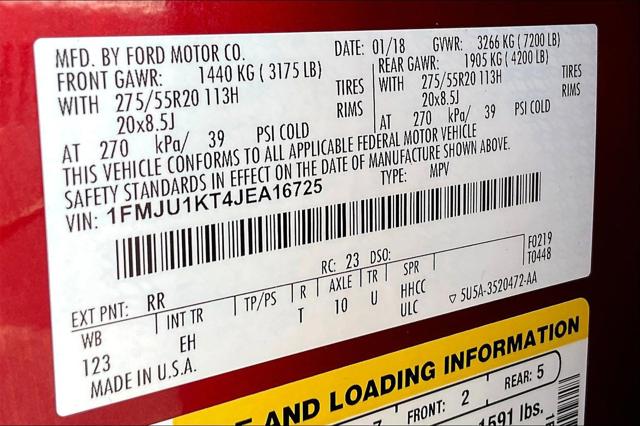 MFD. BY FORD MOTOR CO. DATE: 01/18 GVWR: 3266 KG ( 7200 LB)
FRONT GAWR: 1440 KG ( 3175 LB) REAR GAWR: 1905 KG ( 4200 LB)
WITH 275/55R20 113H TIRES WITH 275/55R20 113H TIRES
20x8.5J RIMS 20x8.5J RIMS
AT 270 kPa/ 39 PSI COLD AT 270 kPa/ 39 PSI COLD
THIS VEHICLE CONFORMS TO ALL APPLICABLE FEDERAL MOTOR VEHICLE
SAFETY STANDARDS IN EFFECT ON THE DATE OF MANUFACTURE SHOWN ABOVE.
VIN: 1FMJU1KT4JEA16725 TYPE: MPV
EXT PNT: RR RC: 23 DSO: F0219
T0448
WB INT TR TP/PS R AXLE TR SPR
123 EH T 10 U HHCC
ULC
MADE IN U.S.A. 5U5A-3520472-AA
E AND LOADING INFORMATION
FRONT: 2 REAR: 5
1591 lbs.